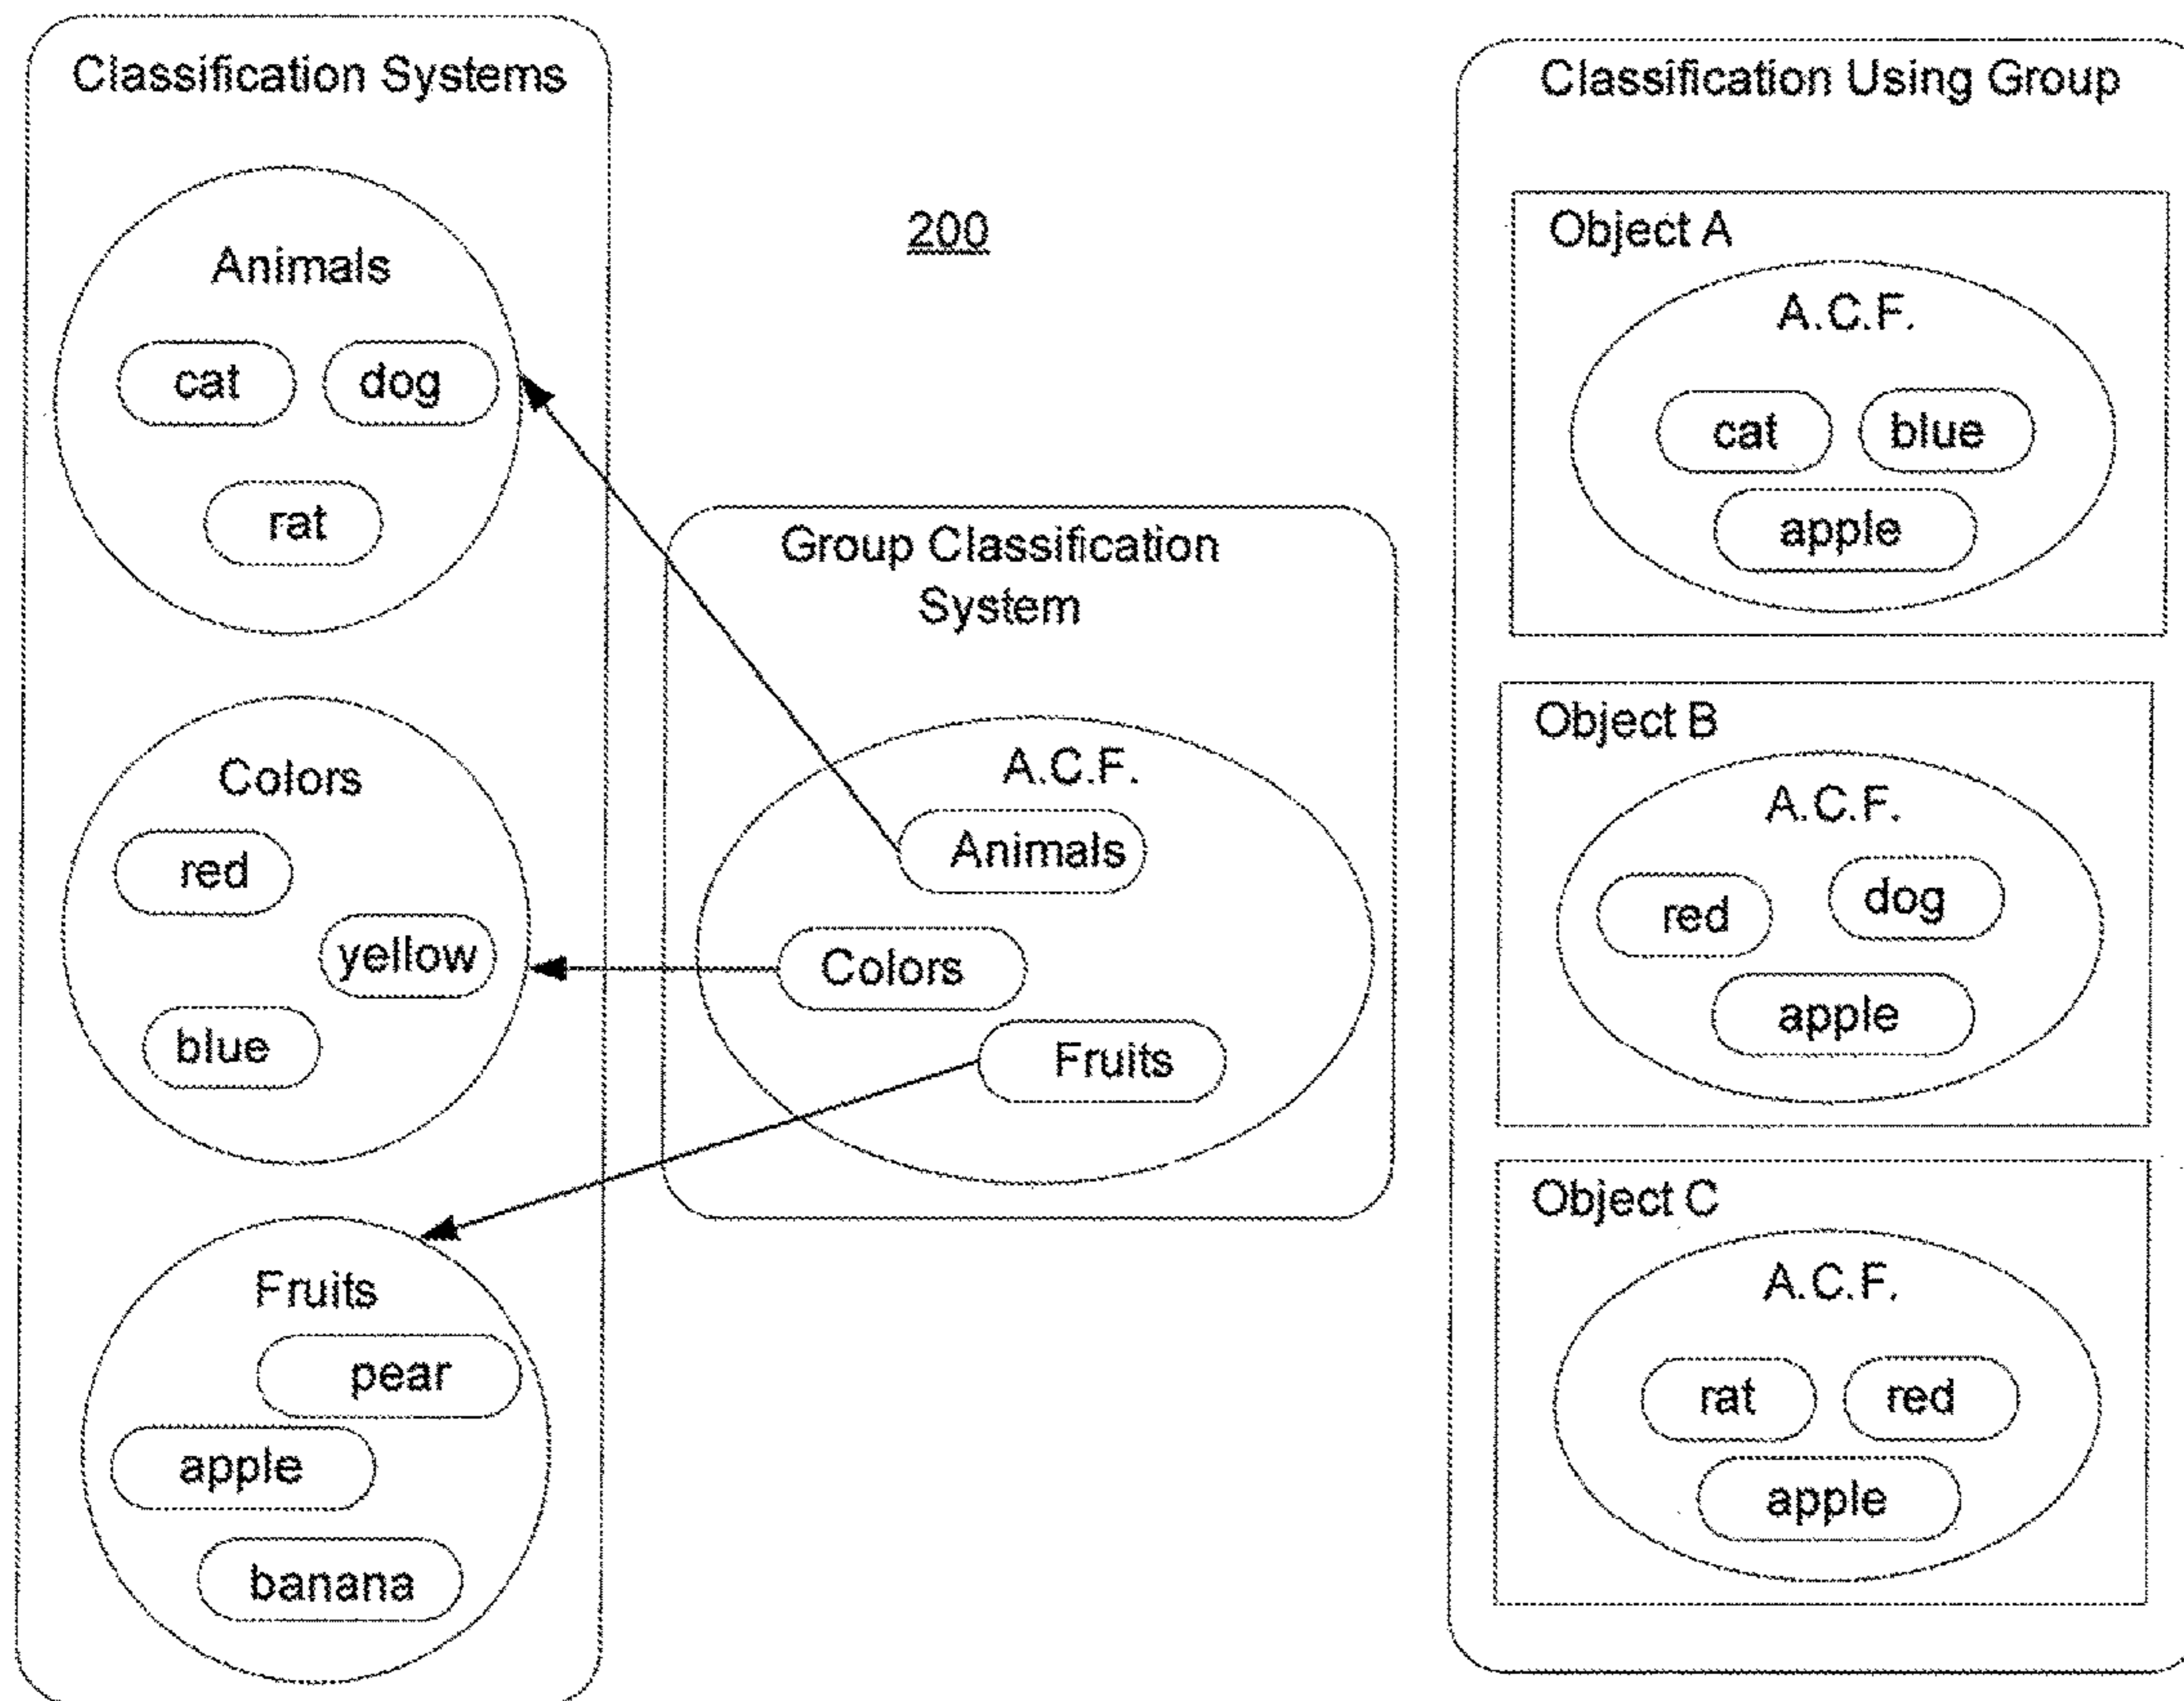 Classification Systems
Animals
cat
dog
rat
Colors
red
yellow
blue
Fruits
pear
apple
banana
200
Group Classification
System
A.C.F.
Animals
Colors
Fruits
Classification Using Group
Object A
A.C.F.
cat
blue
apple
Object B
A.C.F.
red
dog
apple
Object C
A.C.F.
rat
red
apple